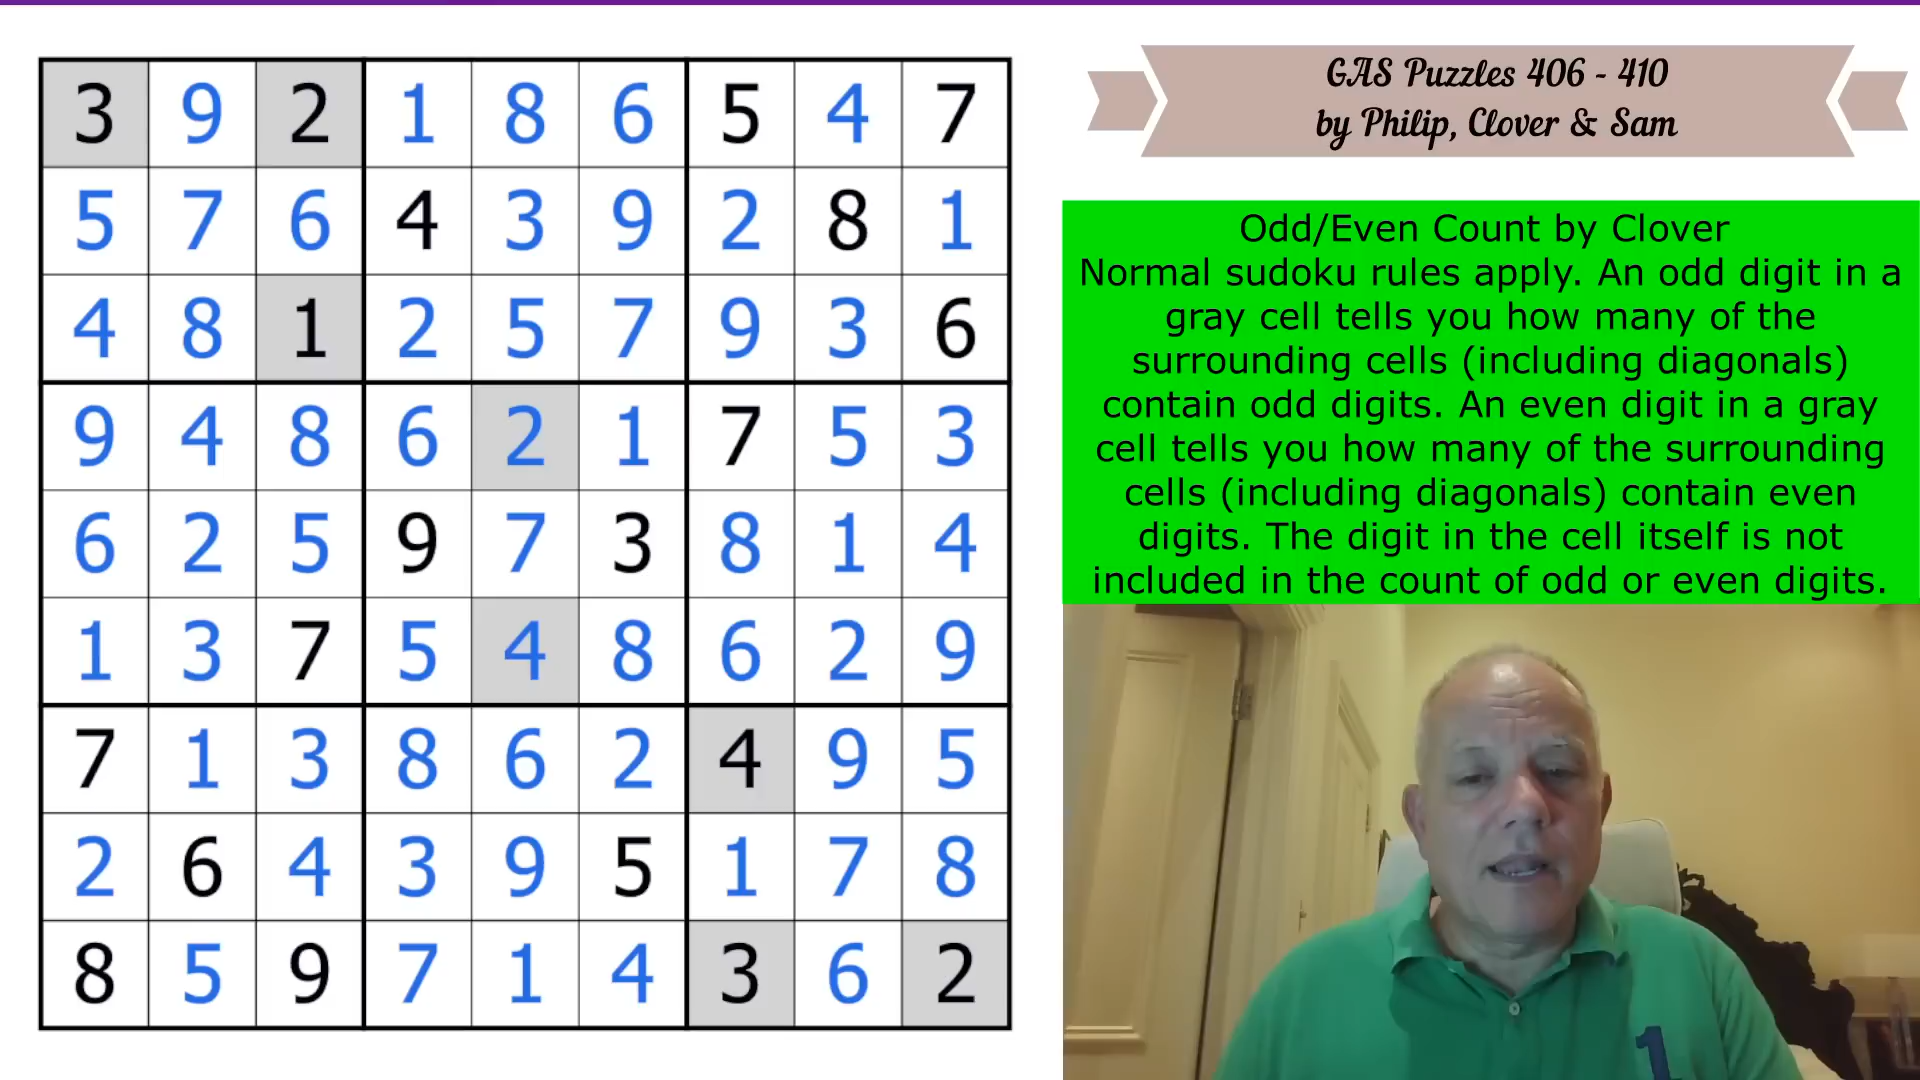 GAS Puzzles 406 - 410
by Philip, Clover & Sam
Odd/Even Count by Clover
Normal sudoku rules apply. An odd digit in a
gray cell tells you how many of the
surrounding cells (including diagonals)
contain odd digits. An even digit in a gray
cell tells you how many of the surrounding
cells (including diagonals) contain even
digits. The digit in the cell itself is not
included in the count of odd or even digits.
3 9 2 1 8 6 5 4 7
5 7 6 4 3 9 2 8 1
4 8 1 2 5 7 9 3 6
9 4 8 6 2 1 7 5 3
6 2 5 9 7 3 8 1 4
1 3 7 5 4 8 6 2 9
7 1 3 8 6 2 4 9 5
2 6 4 3 9 5 1 7 8
8 5 9 7 1 4 3 6 2
1